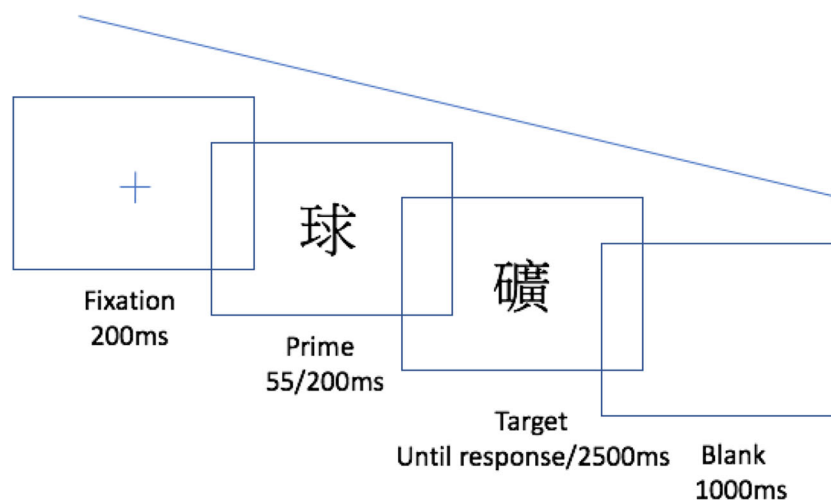 Fixation
200ms
球
Prime
55/200ms
礦
Target
Until response/2500ms
Blank
1000ms